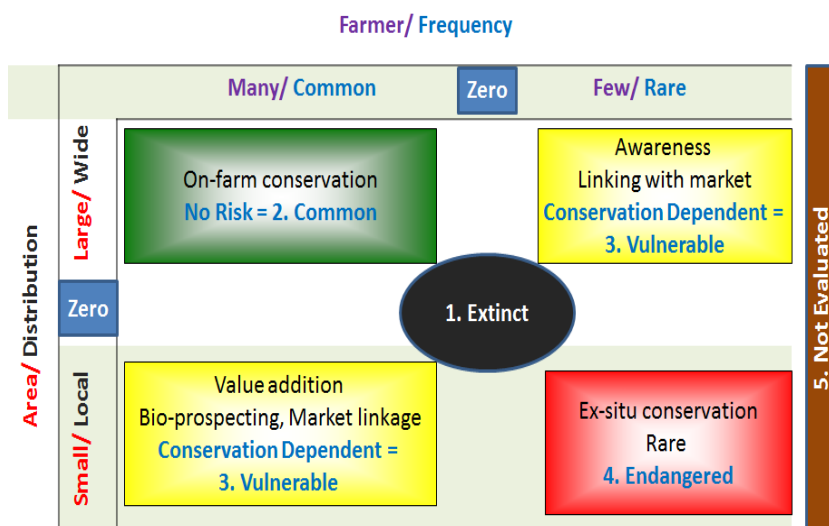 Farmer/ Frequency
Many/ Common
Zero
Few/ Rare
Area/ Distribution
Large/ Wide
Zero
Small/ Local
On-farm conservation
No Risk = 2. Common
Awareness
Linking with market
Conservation Dependent =
3. Vulnerable
1. Extinct
Value addition
Bio-prospecting, Market linkage
Conservation Dependent =
3. Vulnerable
Ex-situ conservation
Rare
4. Endangered
5. Not Evaluated